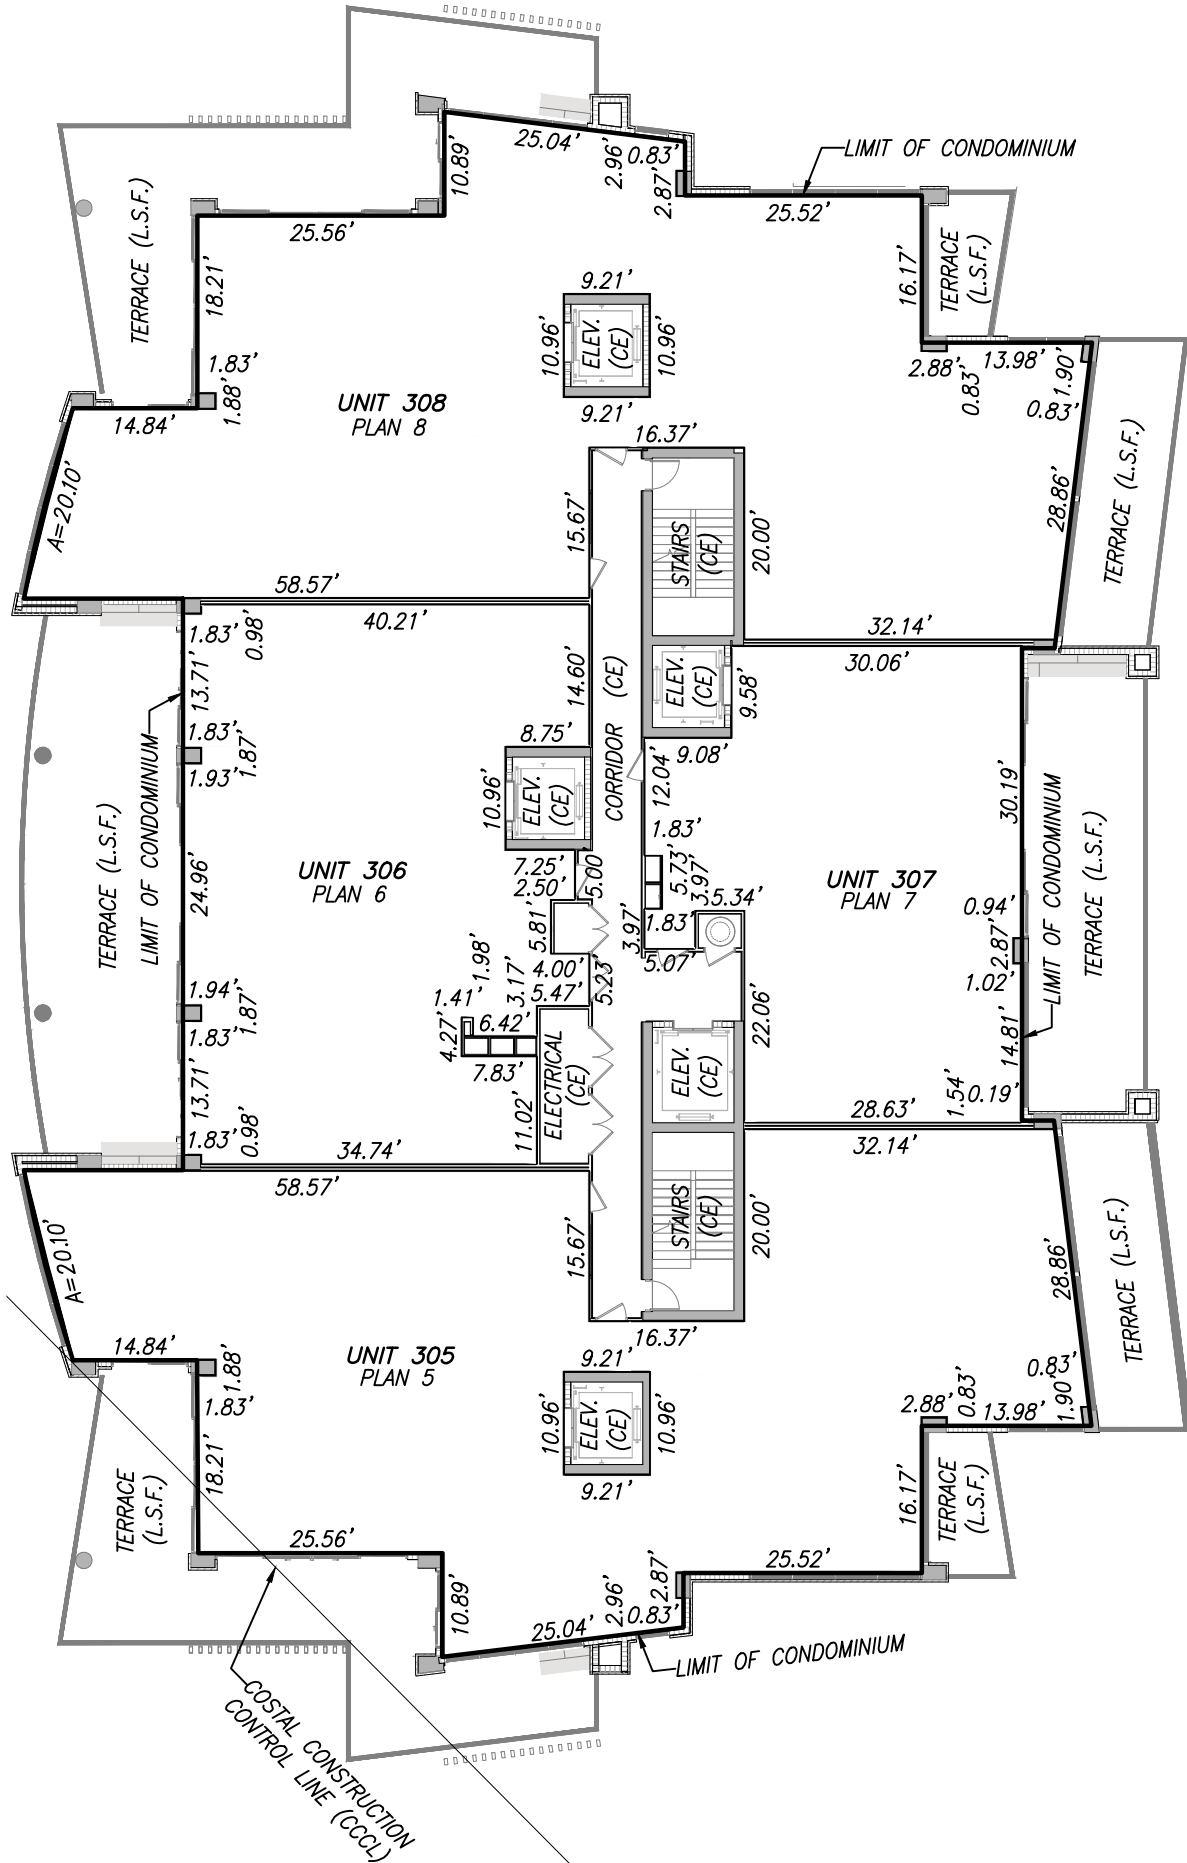 25.04’
10.89’
2.96’
0.83’
2.87’
LIMIT OF CONDOMINIUM
25.52’
TERRACE (L.S.F.)
25.56’
18.21’
16.17’
TERRACE
(L.S.F.)
9.21’
10.96’
ELEV.
(CE)
10.96’
9.21’
1.83’
1.88’
14.84’
UNIT 308
PLAN 8
2.88’
0.83’
13.98’
1.90’
0.83’
16.37’
A=20.10’
15.67’
STAIRS
(CE)
20.00’
28.86’
TERRACE (L.S.F.)
58.57’
40.21’
32.14’
30.06’
1.83’
0.98’
13.71’
14.60’
CORRIDOR (CE)
ELEV.
(CE)
9.58’
9.08’
1.83’
1.87’
1.93’
8.75’
10.96’
ELEV.
(CE)
12.04’
30.19’
LIMIT OF CONDOMINIUM
TERRACE (L.S.F.)
24.96’
UNIT 306
PLAN 6
7.25’
2.50’
5.00
1.83’
5.73’
3.97’
5.34’
1.83’
3.97’
5.07’
UNIT 307
PLAN 7
0.94’
2.87’
1.02’
LIMIT OF CONDOMINIUM
TERRACE (L.S.F.)
5.81’
4.00’
5.23’
5.47’
1.98’
3.17’
1.41’
6.42’
4.27’
7.83’
1.94’
1.87’
1.83’
13.71’
1.83’
0.98’
11.02’
ELECTRICAL
(CE)
ELEV.
(CE)
22.06’
14.81’
1.54’
0.19’
28.63’
34.74’
58.57’
32.14’
A=20.10’
15.67’
STAIRS
(CE)
20.00’
28.86’
TERRACE (L.S.F.)
16.37’
14.84’
1.88’
1.83’
UNIT 305
PLAN 5
9.21’
10.96’
ELEV.
(CE)
10.96’
9.21’
2.88’
0.83’
13.98’
0.83’
1.90’
18.21’
TERRACE
(L.S.F.)
16.17’
TERRACE
(L.S.F.)
25.56’
25.52’
10.89’
25.04’
2.96’
0.83’
2.87’
LIMIT OF CONDOMINIUM
COSTAL CONSTRUCTION
CONTROL LINE (CCCL)